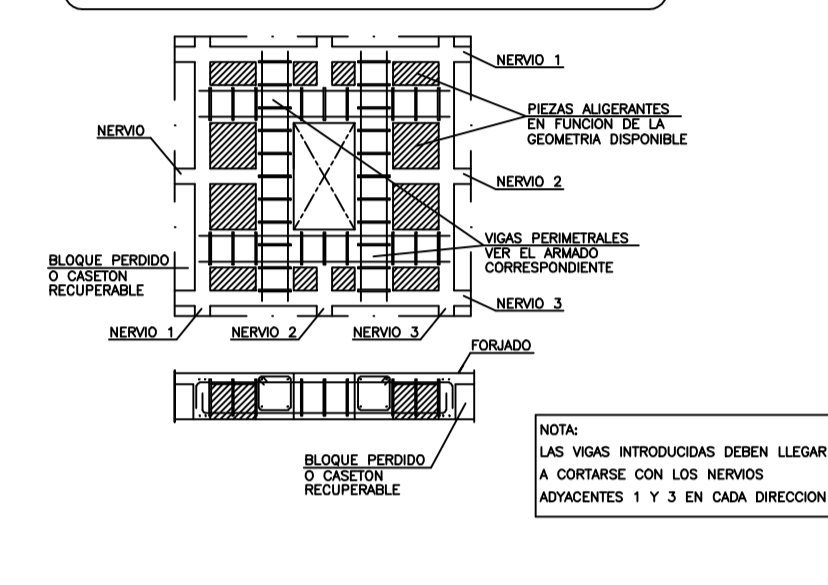 NERVIO 1
PIEZAS ALIGERANTES
EN FUNCION DE LA
GEOMETRIA DISPONIBLE
NERVIO
NERVIO 2
VIGAS PERIMETRALES
VER EL ARMADO
CORRESPONDIENTE
BLOQUE PERDIDO
O CASETON
RECUPERABLE
NERVIO 3
NERVIO 1
NERVIO 2
NERVIO 3
FORJADO
BLOQUE PERDIDO
O CASETON
RECUPERABLE
NOTA:
LAS VIGAS INTRODUCIDAS DEBEN LLEGAR
A CORTARSE CON LOS NERVIOS
ADYACENTES 1 Y 3 EN CADA DIRECCION